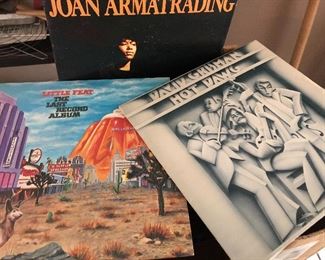 JOAN ARMATRADING
LITTLE FEAT
THE
LAST
RECORD
ALBUM
DAVID GRISMAN
HOT DAWG